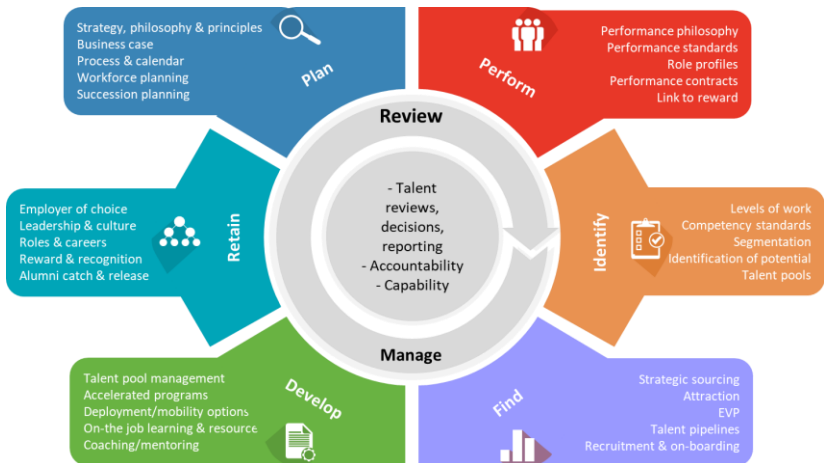 Strategy, philosophy & principles
Business case
Process & calendar
Workforce planning
Succession planning
Plan
Performance philosophy
Performance standards
Role profiles
Performance contracts
Link to reward
Perform
Review
- Talent
reviews,
decisions,
reporting
- Accountability
- Capability
Manage
Employer of choice
Leadership & culture
Roles & careers
Reward & recognition
Alumni catch & release
Retain
Levels of work
Competency standards
Segmentation
Identification of potential
Talent pools
Identify
Talent pool management
Accelerated programs
Deployment/mobility options
On-the job learning & resource
Coaching/mentoring
Develop
Strategic sourcing
Attraction
EVP
Talent pipelines
Recruitment & on-boarding
Find